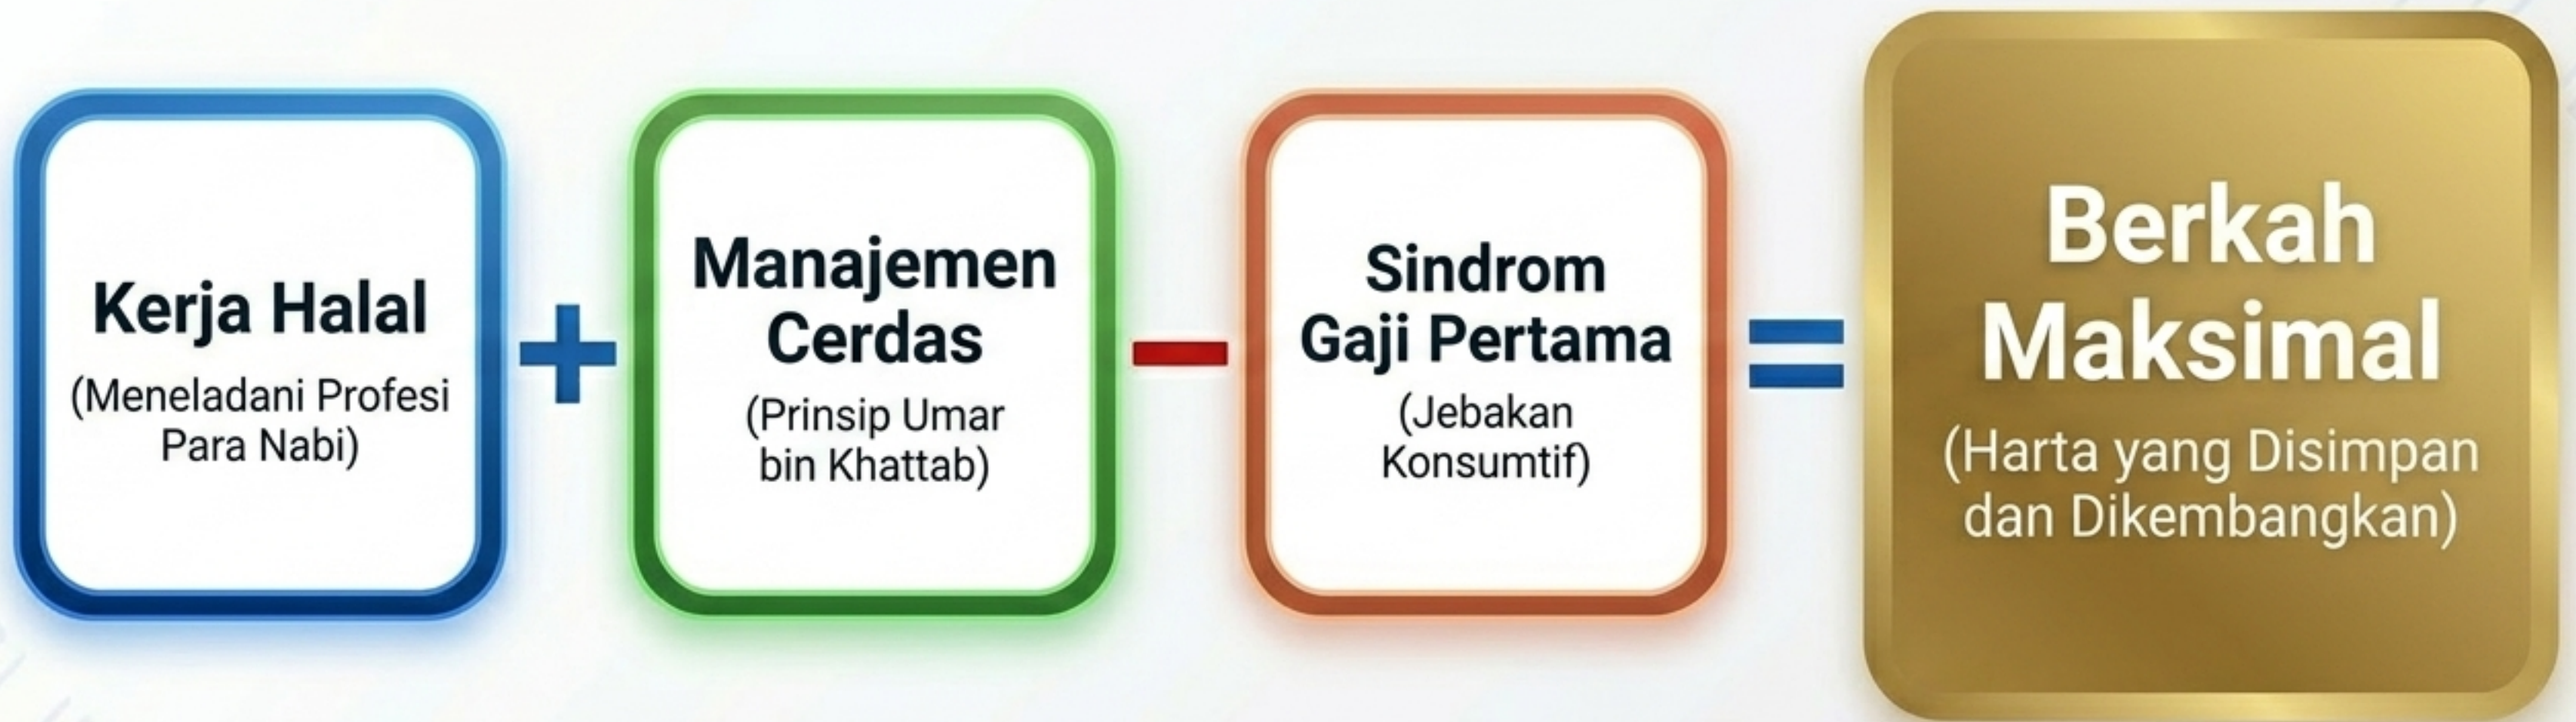 Kerja Halal
(Meneladani Profesi
Para Nabi)
+
Manajemen
Cerdas
(Prinsip Umar
bin Khattab)
−
Sindrom
Gaji Pertama
(Jebakan
Konsumtif)
=
Berkah
Maksimal
(Harta yang Disimpan
dan Dikembangkan)